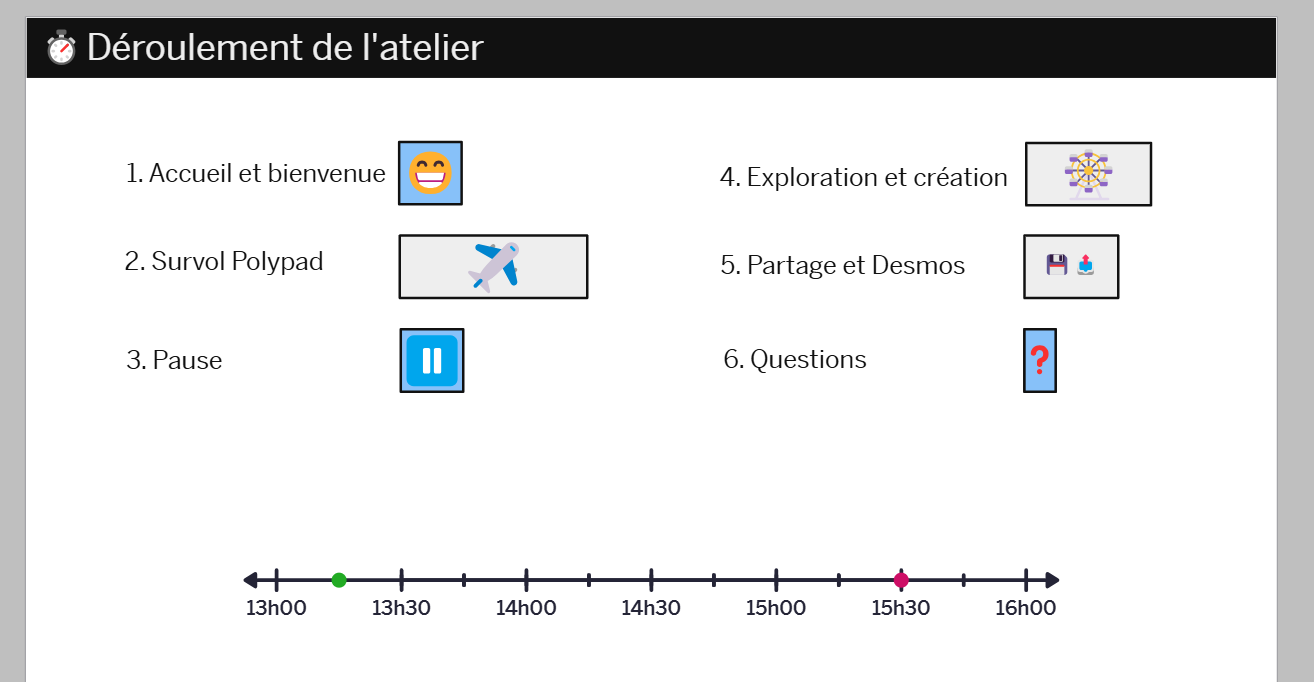 Déroulement de l'atelier
1. Accueil et bienvenue
2. Survol Polypad
3. Pause
4. Exploration et création
5. Partage et Desmos
6. Questions
13h00 13h30 14h00 14h30 15h00 15h30 16h00